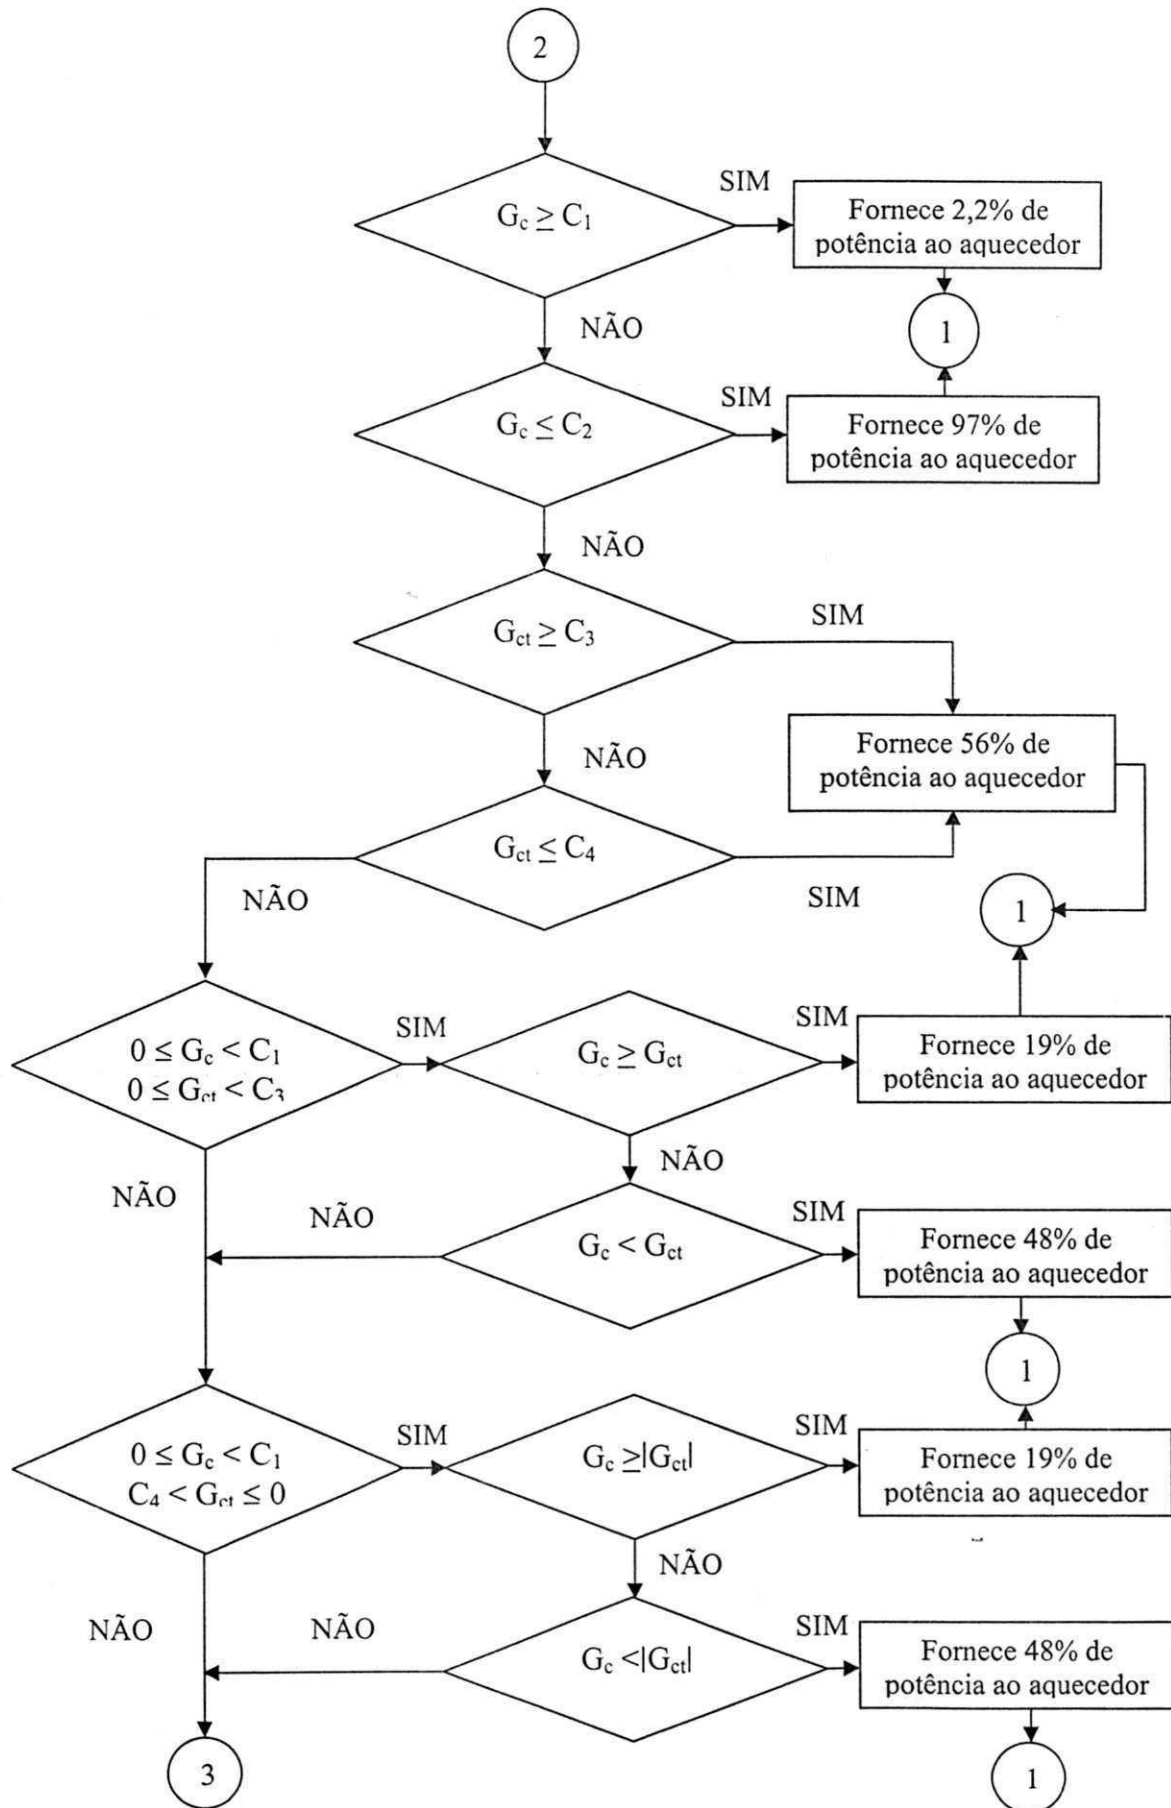 2
G_c ≥ C_1
SIM
Fornece 2,2% de
potência ao aquecedor
1
NÃO
G_c ≤ C_2
SIM
Fornece 97% de
potência ao aquecedor
NÃO
G_ct ≥ C_3
SIM
Fornece 56% de
potência ao aquecedor
NÃO
G_ct ≤ C_4
SIM
1
NÃO
0 ≤ G_c < C_1
0 ≤ G_ct < C_3
SIM
G_c ≥ G_ct
SIM
Fornece 19% de
potência ao aquecedor
NÃO
NÃO
NÃO
G_c < G_ct
SIM
Fornece 48% de
potência ao aquecedor
1
0 ≤ G_c < C_1
C_4 < G_ct ≤ 0
SIM
G_c ≥|G_ct|
SIM
Fornece 19% de
potência ao aquecedor
NÃO
NÃO
NÃO
G_c <|G_ct|
SIM
Fornece 48% de
potência ao aquecedor
3
1